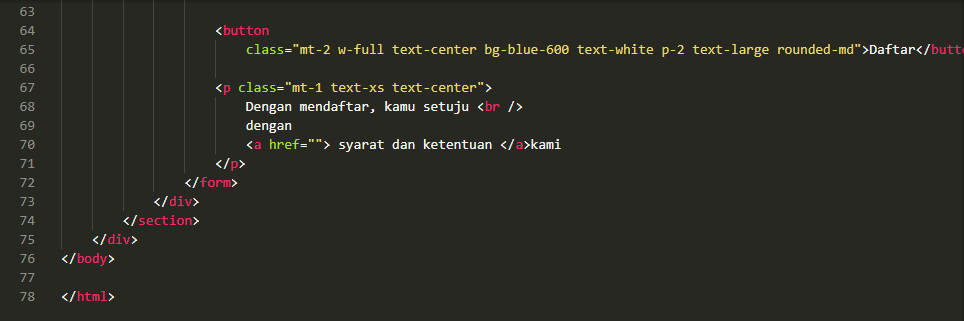 63
64 <button
65 class="mt-2 w-full text-center bg-blue-600 text-white p-2 text-large rounded-md">Daftar</butto
66
67 <p class="mt-1 text-xs text-center">
68 Dengan mendaftar, kamu setuju <br />
69 dengan
70 <a href=""> syarat dan ketentuan </a>kami
71 </p>
72 </form>
73 </div>
74 </section>
75 </div>
76 </body>
77
78 </html>